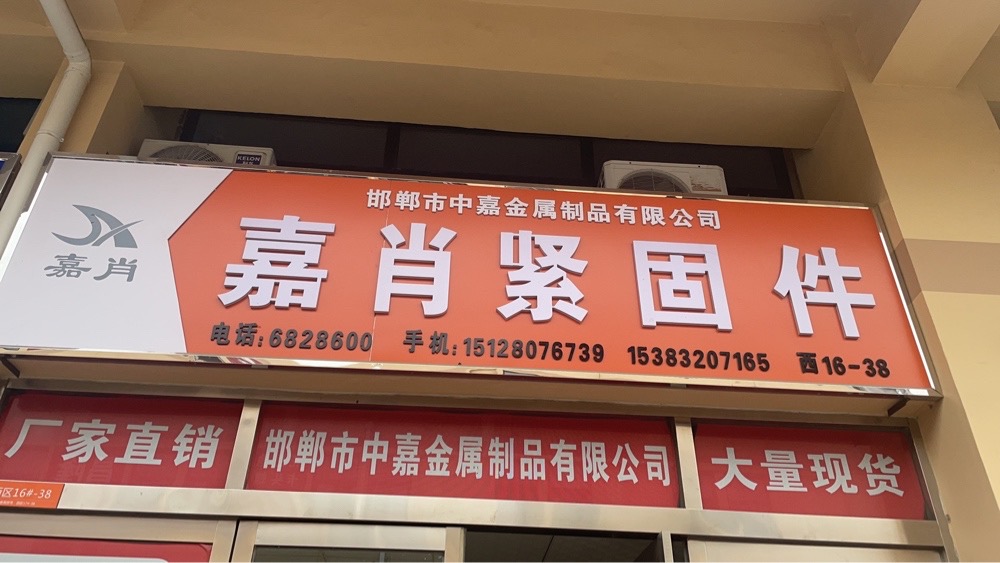 KELON
邯郸市中嘉金属制品有限公司
嘉肖
嘉肖紧固件
电话:6828600 手机:15128076739 15383207165 西16-38
厂家直销 邯郸市中嘉金属制品有限公司 大量现货
区16#-38